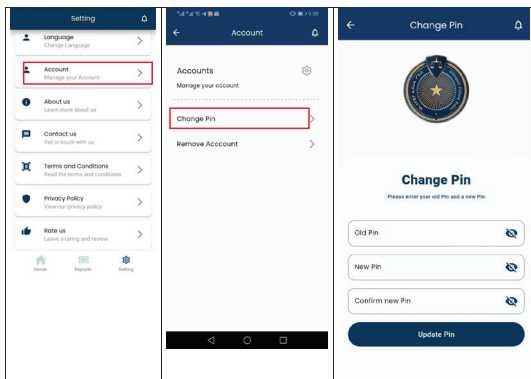 Setting
Language
Change Language
Account
Manage your Account
About us
Learn more about us
Contact us
Get in touch with us
Terms and Conditions
Read the terms and conditions
Privacy Policy
View our privacy policy
Rate us
Leave a rating and review
Home
Reports
Setting
Account
Accounts
Manage your account
Change Pin
Remove Acccount
Change Pin
Change Pin
Please enter your old Pin and a new Pin
Old Pin
New Pin
Confirm new Pin
Update Pin